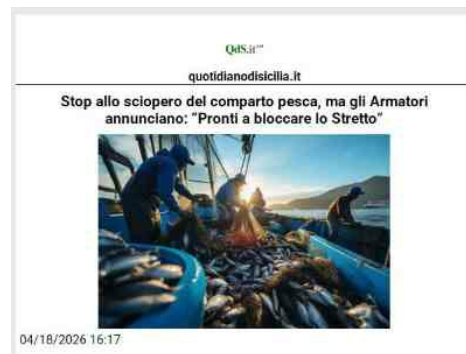 QdS.it
quotidianodisicilia.it
Stop allo sciopero del comparto pesca, ma gli Armatori
annunciano: “Pronti a bloccare lo Stretto”
04/18/2026 16:17